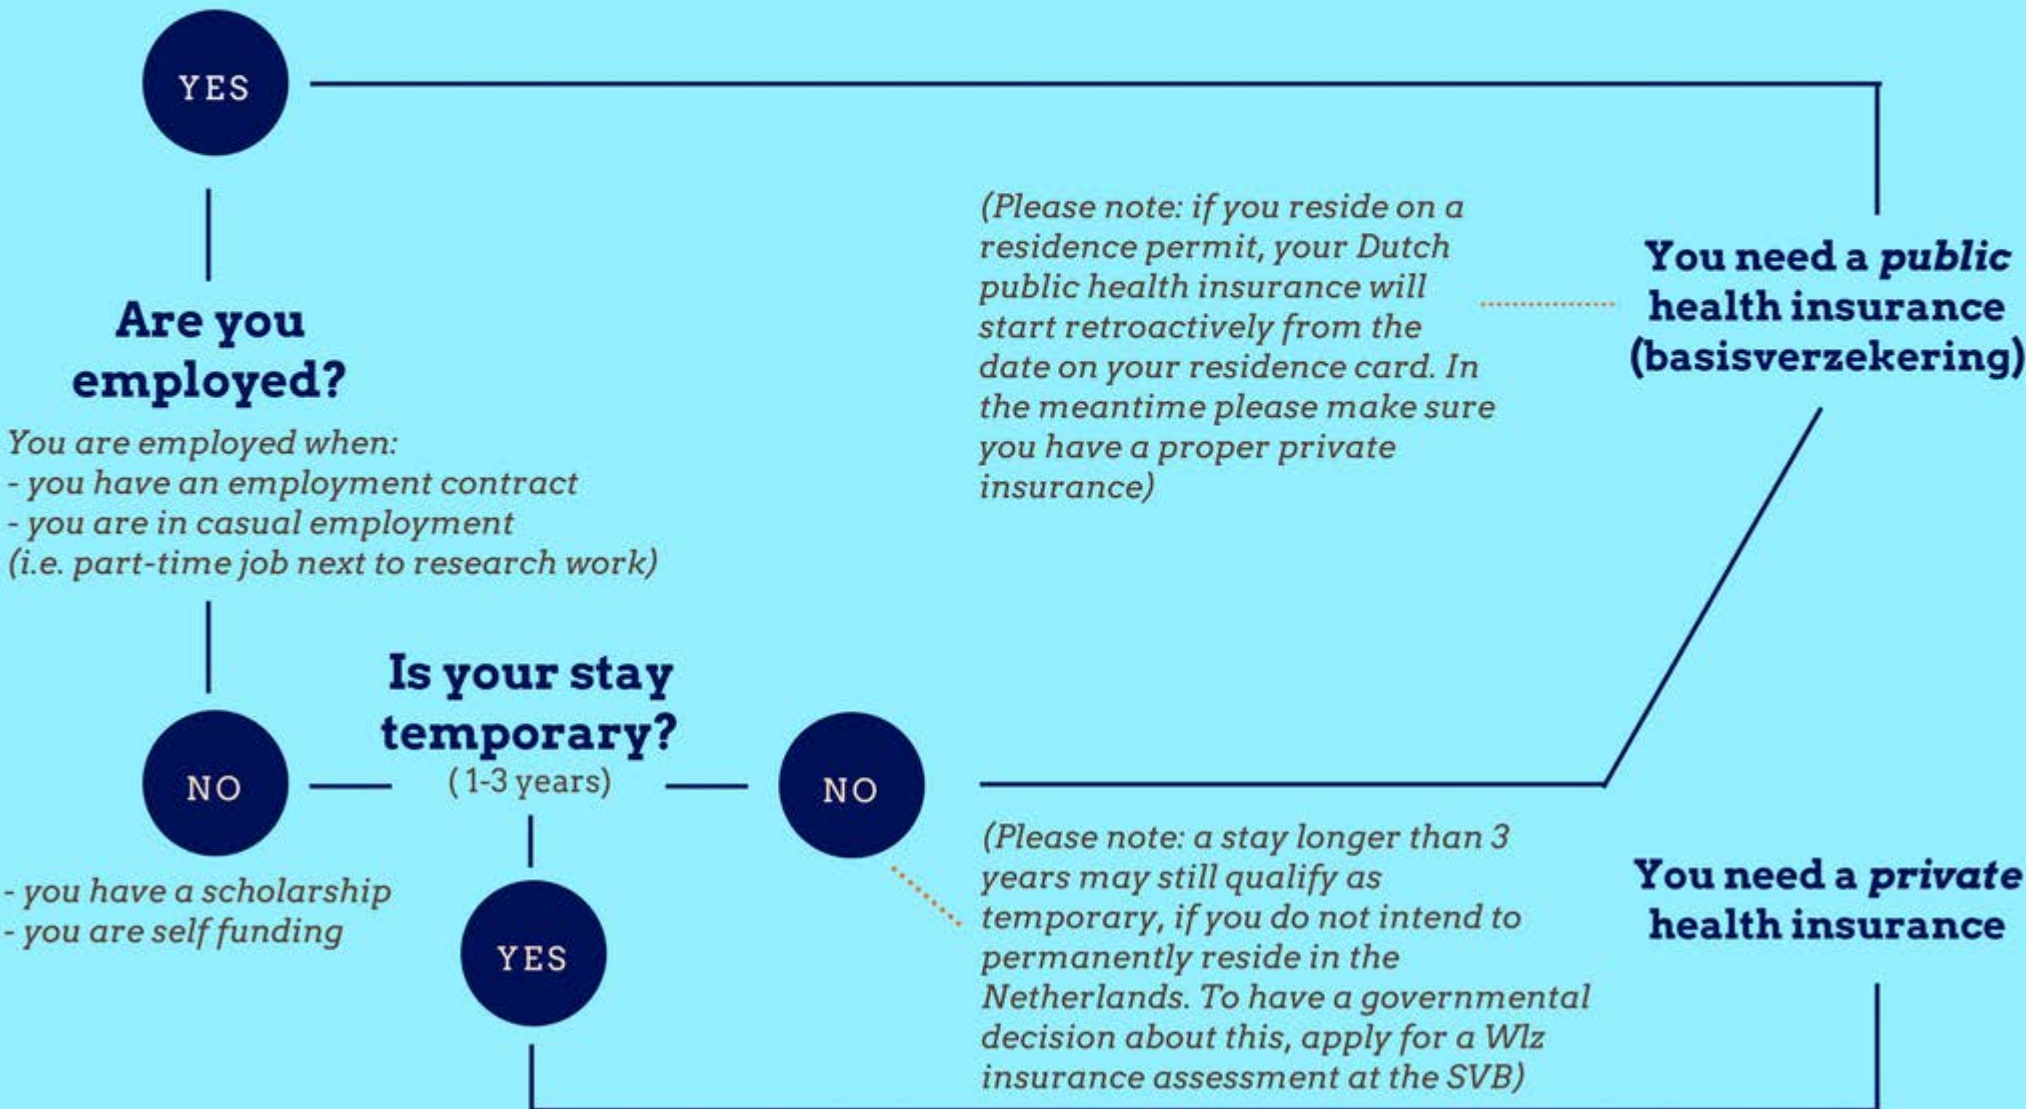 YES
Are you
employed?
You are employed when:
- you have an employment contract
- you are in casual employment
(i.e. part-time job next to research work)
(Please note: if you reside on a
residence permit, your Dutch
public health insurance will
start retroactively from the
date on your residence card. In
the meantime please make sure
you have a proper private
insurance)
You need a public
health insurance
(basisverzekering)
NO
- you have a scholarship
- you are self funding
Is your stay
temporary?
(1-3 years)
YES
NO
(Please note: a stay longer than 3
years may still qualify as
temporary, if you do not intend to
permanently reside in the
Netherlands. To have a governmental
decision about this, apply for a Wlz
insurance assessment at the SVB)
You need a private
health insurance